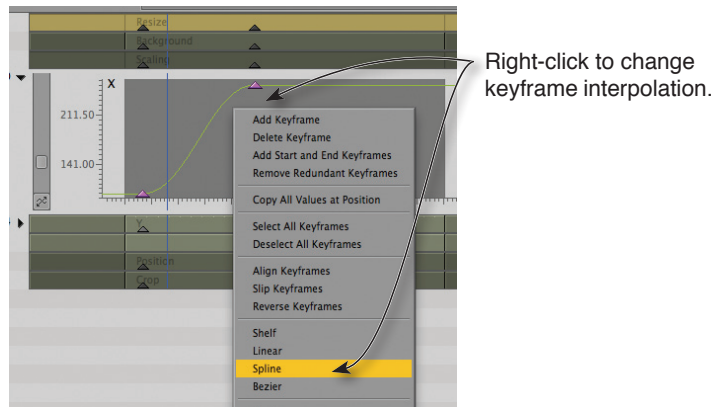 Resize
Background
Scaling
X
211.50
141.00
Right-click to change
keyframe interpolation.
Add Keyframe
Delete Keyframe
Add Start and End Keyframes
Remove Redundant Keyframes
Copy All Values at Position
Select All Keyframes
Deselect All Keyframes
Align Keyframes
Slip Keyframes
Reverse Keyframes
Shelf
Linear
Spline
Bezier
Y
Position
Crop